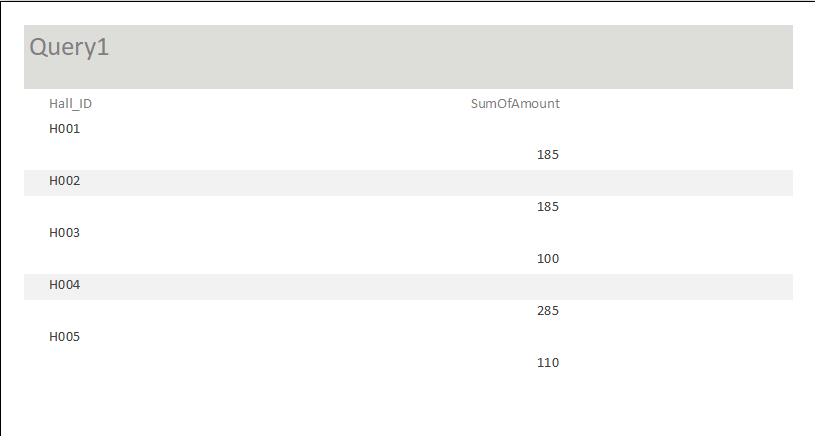 Query1
Hall_ID SumOfAmount
H001
185
H002
185
H003
100
H004
285
H005
110